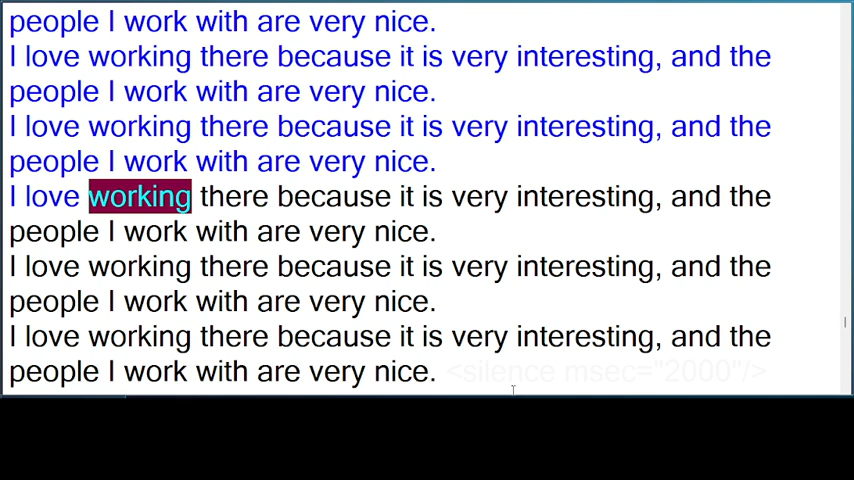 people I work with are very nice.
I love working there because it is very interesting, and the
people I work with are very nice.
I love working there because it is very interesting, and the
people I work with are very nice.
I love working there because it is very interesting, and the
people I work with are very nice.
I love working there because it is very interesting, and the
people I work with are very nice.
I love working there because it is very interesting, and the
people I work with are very nice. <silence msec="2000"/>